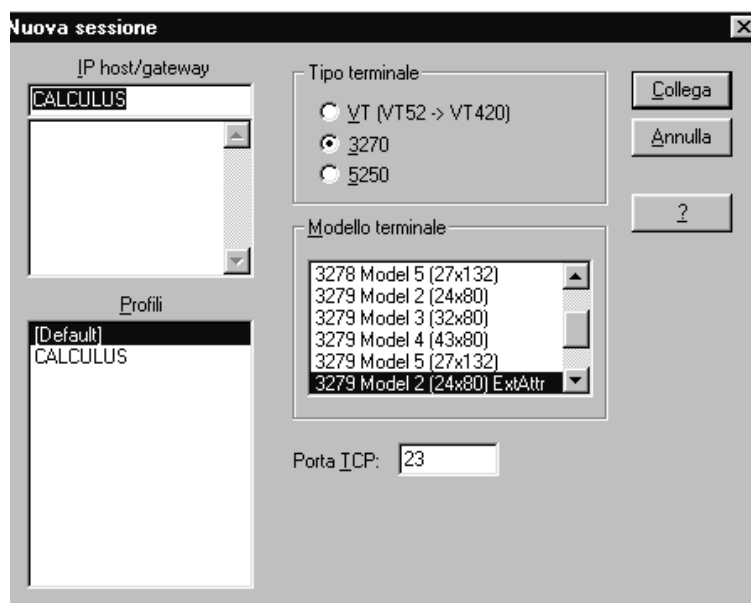 Nuova sessione
IP host/gateway
CALCULUS
Profili
[Default]
CALCULUS
Tipo terminale
VT (VT52 -> VT420)
3270
5250
Modello terminale
3278 Model 5 (27x132)
3279 Model 2 (24x80)
3279 Model 3 (32x80)
3279 Model 4 (43x80)
3279 Model 5 (27x132)
3279 Model 2 (24x80) ExtAttr
Porta TCP: 23
Collega
Annulla
?